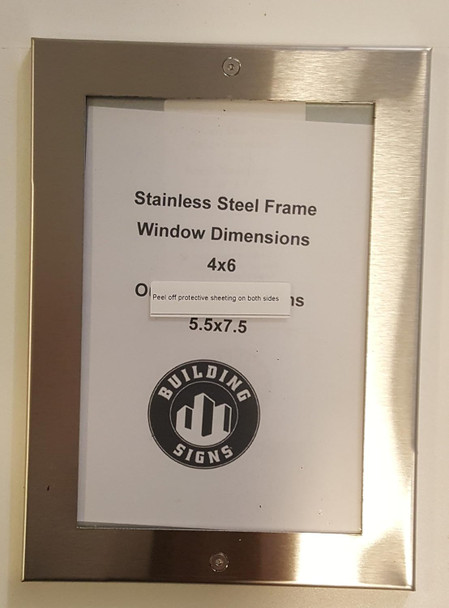 Stainless Steel Frame
Window Dimensions
4x6
Peel off protective sheeting on both sides
5.5x7.5
BUILDING
SIGNS